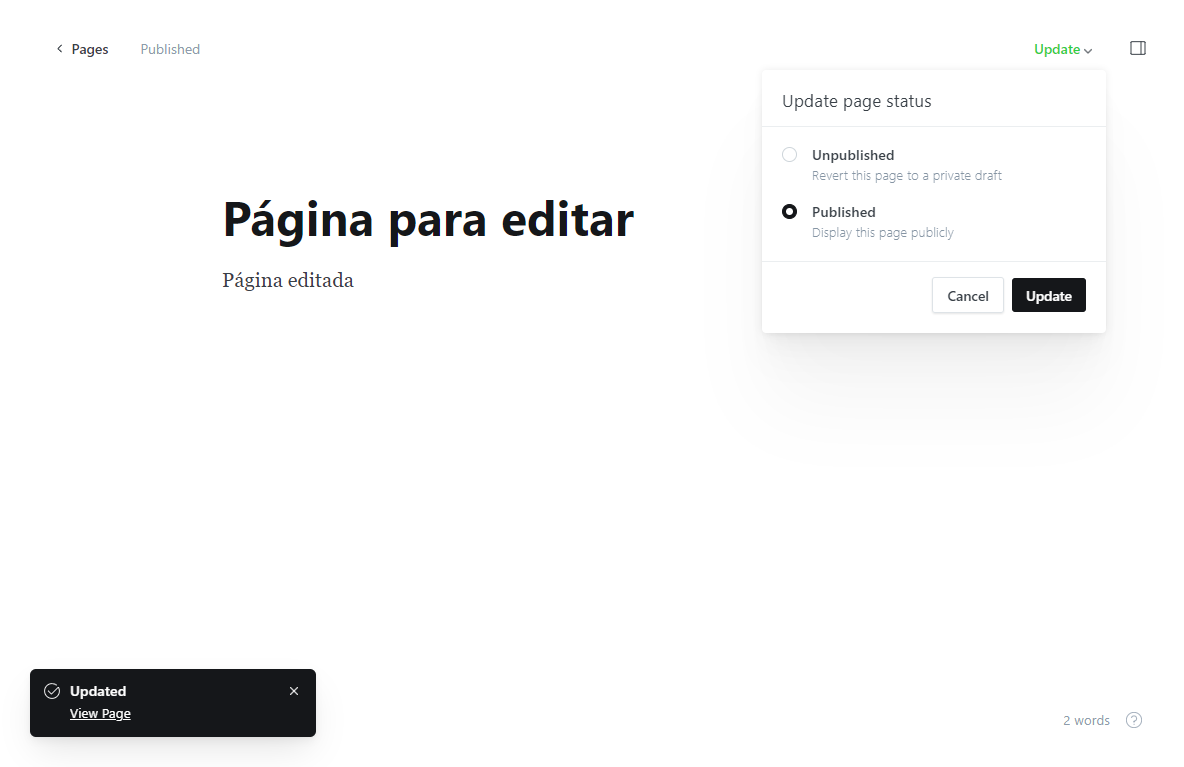 Pages
Published
Update
Update page status
Unpublished
Revert this page to a private draft
Published
Display this page publicly
Cancel
Update
Página para editar
Página editada
Updated
View Page
2 words
?